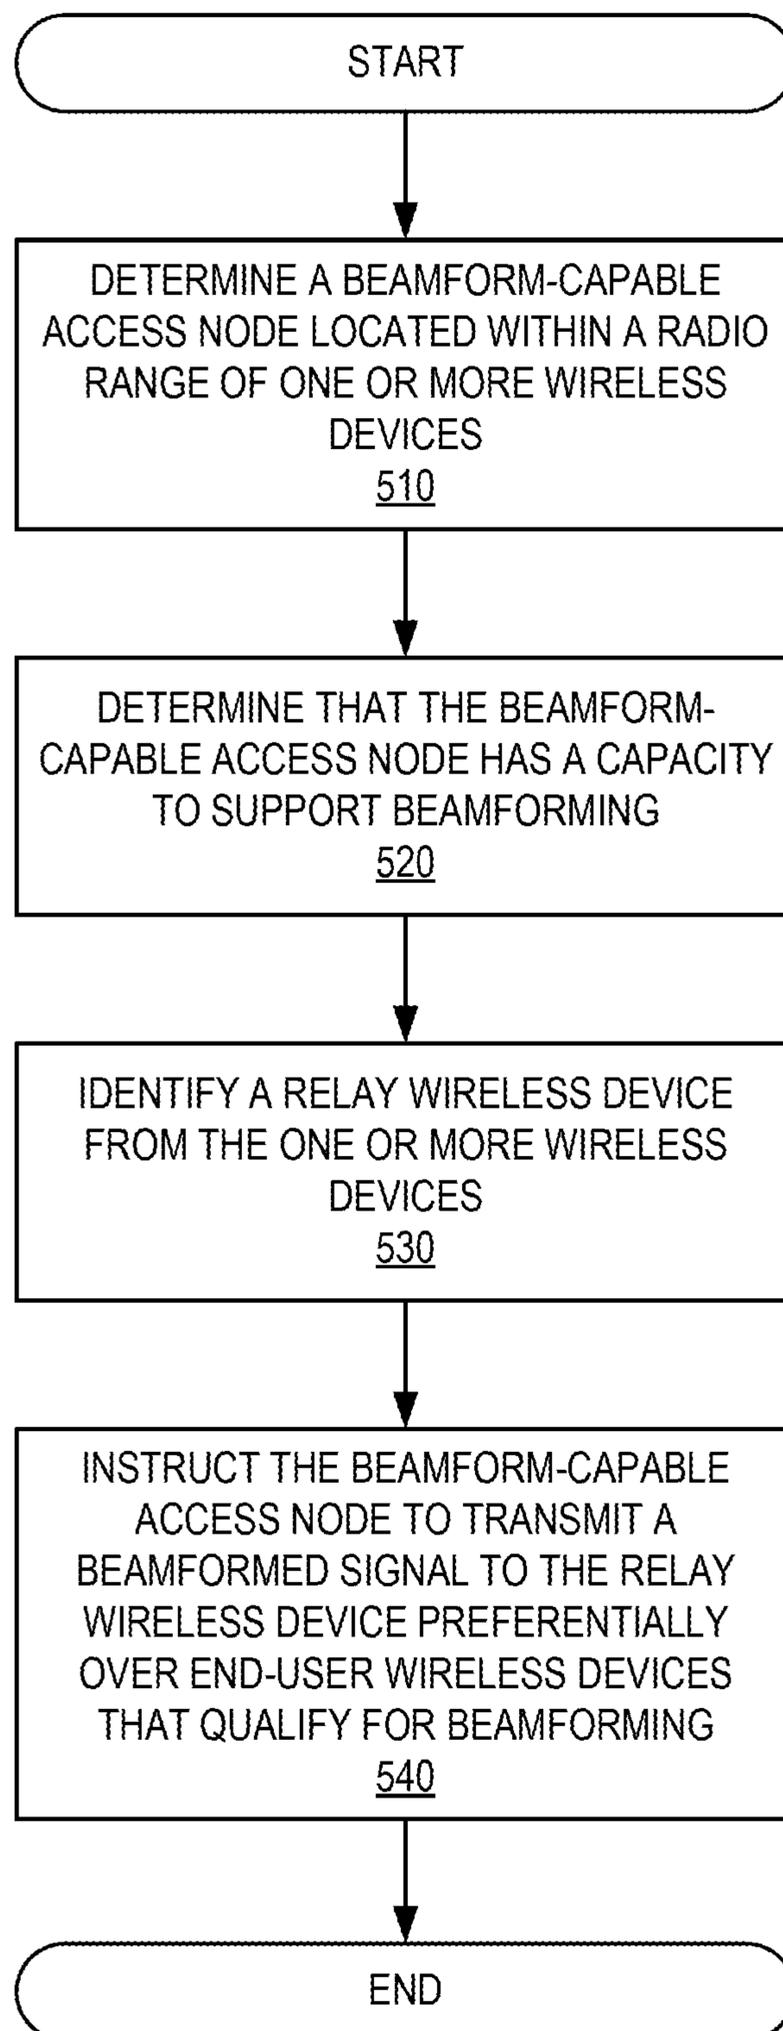 START
DETERMINE A BEAMFORM-CAPABLE
ACCESS NODE LOCATED WITHIN A RADIO
RANGE OF ONE OR MORE WIRELESS
DEVICES
510
DETERMINE THAT THE BEAMFORM-
CAPABLE ACCESS NODE HAS A CAPACITY
TO SUPPORT BEAMFORMING
520
IDENTIFY A RELAY WIRELESS DEVICE
FROM THE ONE OR MORE WIRELESS
DEVICES
530
INSTRUCT THE BEAMFORM-CAPABLE
ACCESS NODE TO TRANSMIT A
BEAMFORMED SIGNAL TO THE RELAY
WIRELESS DEVICE PREFERENTIALLY
OVER END-USER WIRELESS DEVICES
THAT QUALIFY FOR BEAMFORMING
540
END